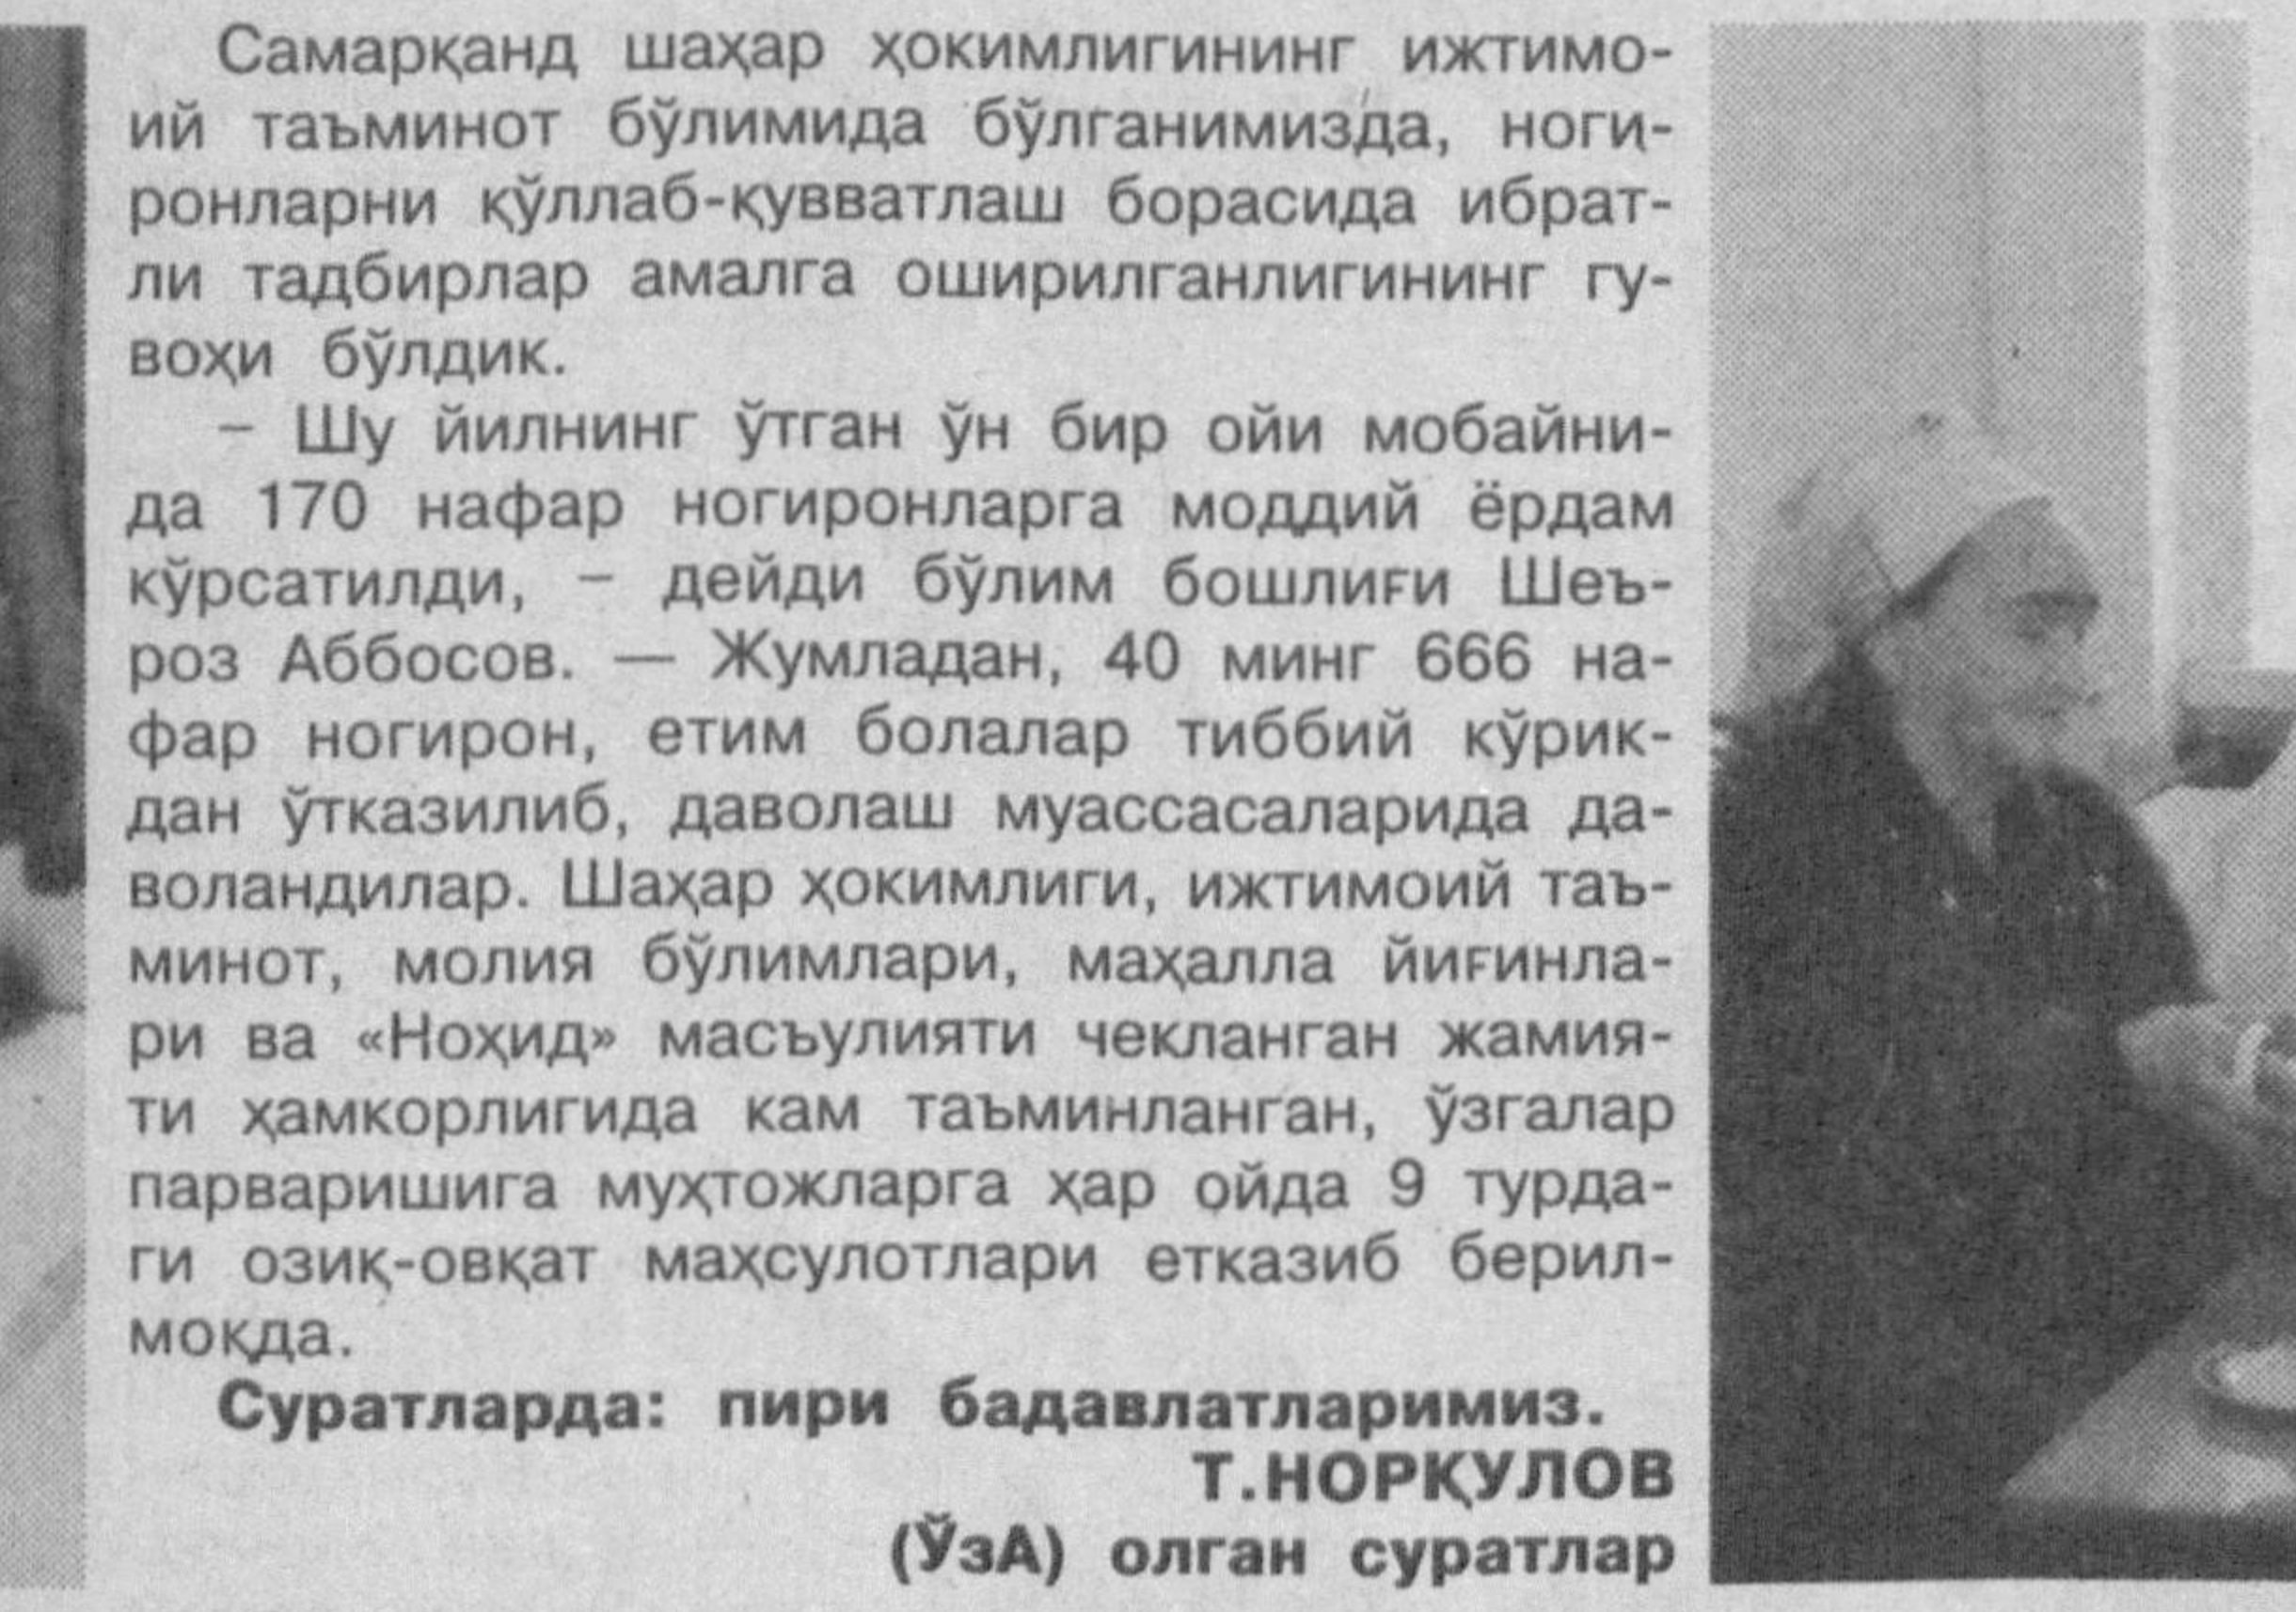 Самарқанд шаҳар ҳокимлигининг ижтимо-
ий таъминот бўлимида бўлганимизда, ноги-
ронларни қўллаб-қувватлаш борасида ибрат-
ли тадбирлар амалга оширилганлигининг гу-
воҳи бўлдик.
– Шу йилнинг ўтган ўн бир ойи мобайни-
да 170 нафар ногиронларга моддий ёрдам
кўрсатилди, – дейди бўлим бошлиғи Шеъ-
роз Аббосов. — Жумладан, 40 минг 666 на-
фар ногирон, етим болалар тиббий кўрик-
дан ўтказилиб, даволаш муассасаларида да-
воландилар. Шаҳар ҳокимлиги, ижтимоий таъ-
минот, молия бўлимлари, маҳалла йиғинла-
ри ва «Ноҳид» масъулияти чекланган жамия-
ти ҳамкорлигида кам таъминланган, ўзгалар
парваришига муҳтожларга ҳар ойда 9 турда-
ги озиқ-овқат маҳсулотлари етказиб берил-
моқда.
Суратларда: пири бадавлатларимиз.
Т.НОРҚУЛОВ
(ЎзА) олган суратлар